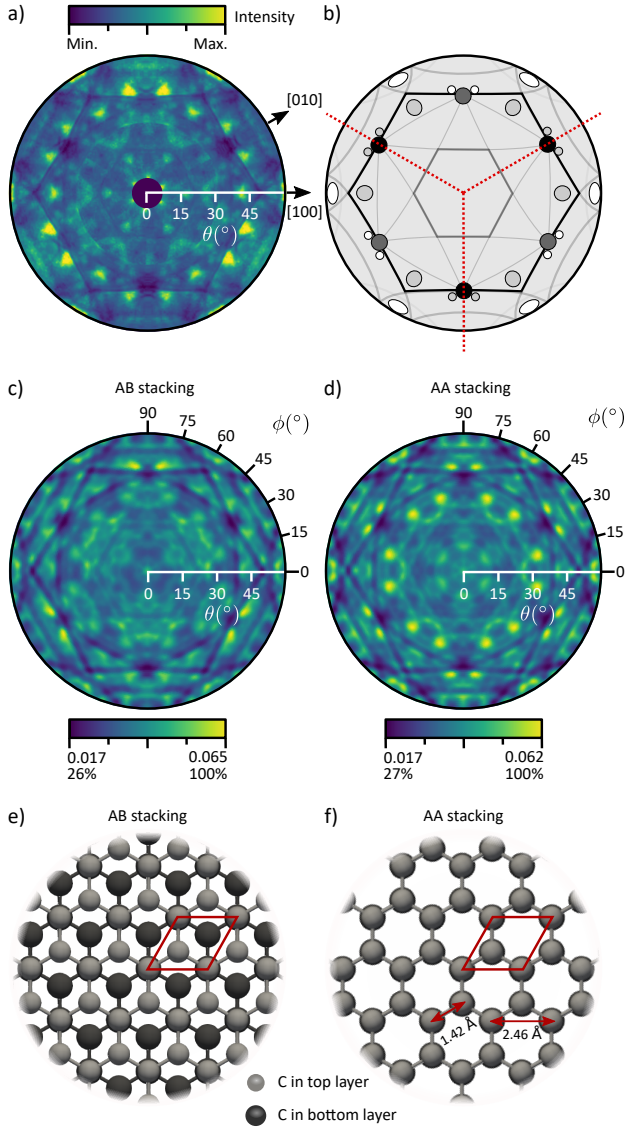 a)
Intensity
Min.
Max.
b)
[010]
[100]
0
15
30
45
θ(°)
c)
AB stacking
d)
AA stacking
90
75
60
45
30
15
0
ϕ(°)
0
15
30
45
θ(°)
90
75
60
45
30
15
0
ϕ(°)
0
15
30
45
θ(°)
0.017
0.065
26%
100%
0.017
0.062
27%
100%
e)
AB stacking
f)
AA stacking
1.42 Å
2.46 Å
C in top layer
C in bottom layer